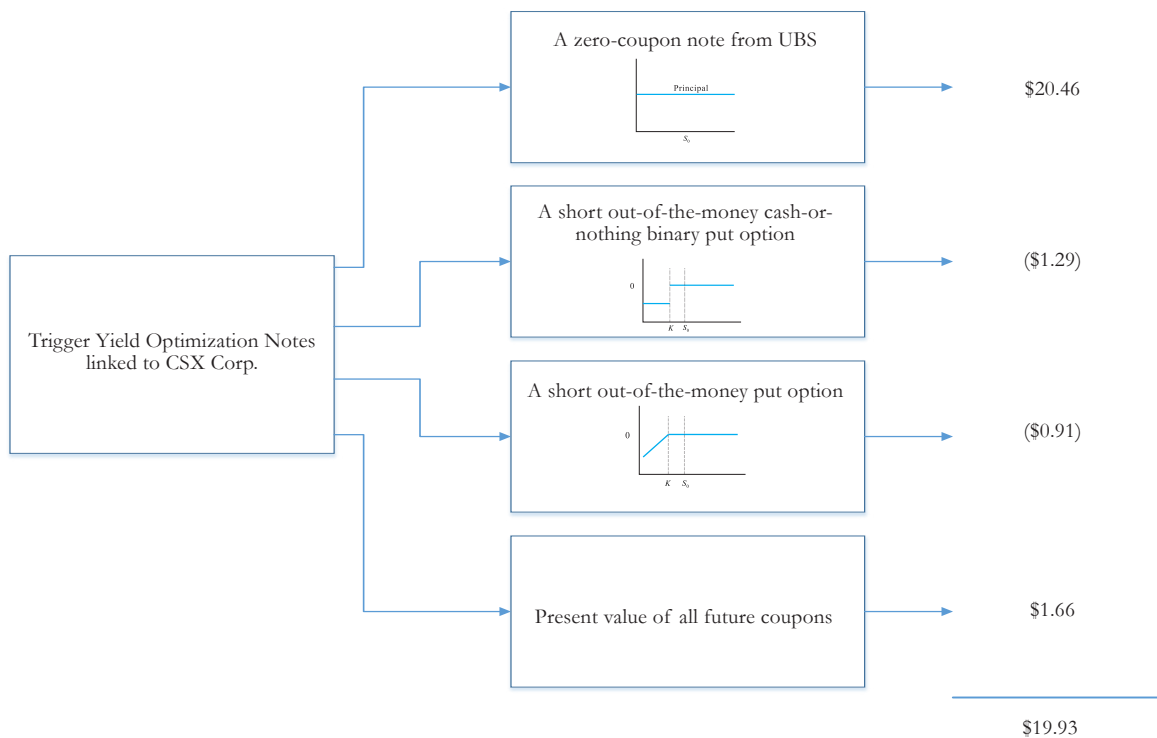 A zero-coupon note from UBS
Principal
S₀
$20.46
A short out-of-the-money cash-or-
nothing binary put option
0
K S₀
($1.29)
Trigger Yield Optimization Notes
linked to CSX Corp.
A short out-of-the-money put option
0
K S₀
($0.91)
Present value of all future coupons
$1.66
$19.93